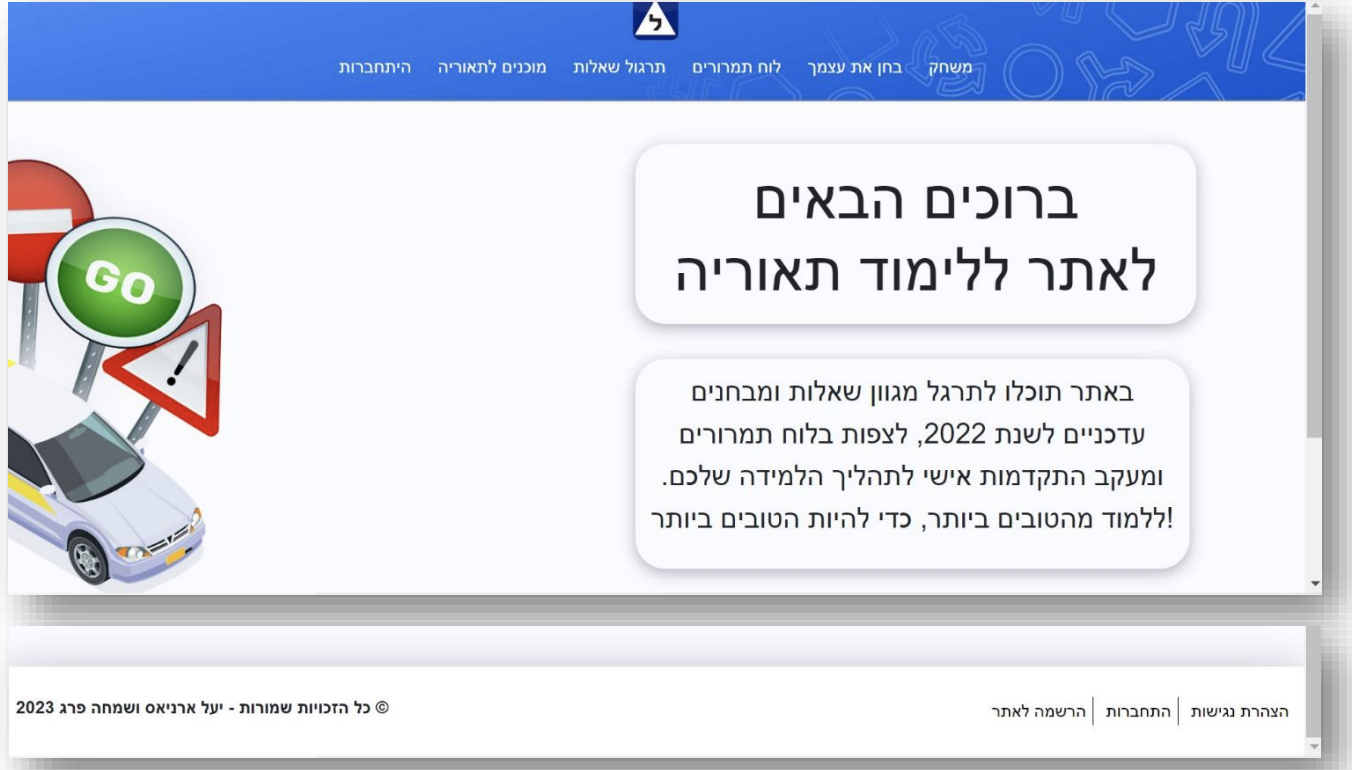 ל
משחק בחן את עצמך לוח תמרורים תרגול שאלות מוכנים לתאוריה היתחברות
ברוכים הבאים
לאתר ללימוד תאוריה
GO
!
באתר תוכלו לתרגל מגוון שאלות ומבחנים
עדכניים לשנת 2022, לצפות בלוח תמרורים
ומעקב התקדמות אישי לתהליך הלמידה שלכם.
!ללמוד מהטובים ביותר, כדי להיות הטובים ביותר
הצהרת נגישות | התחברות | הרשמה לאתר
© כל הזכויות שמורות - יעל ארניאס ושמחה פרג 2023